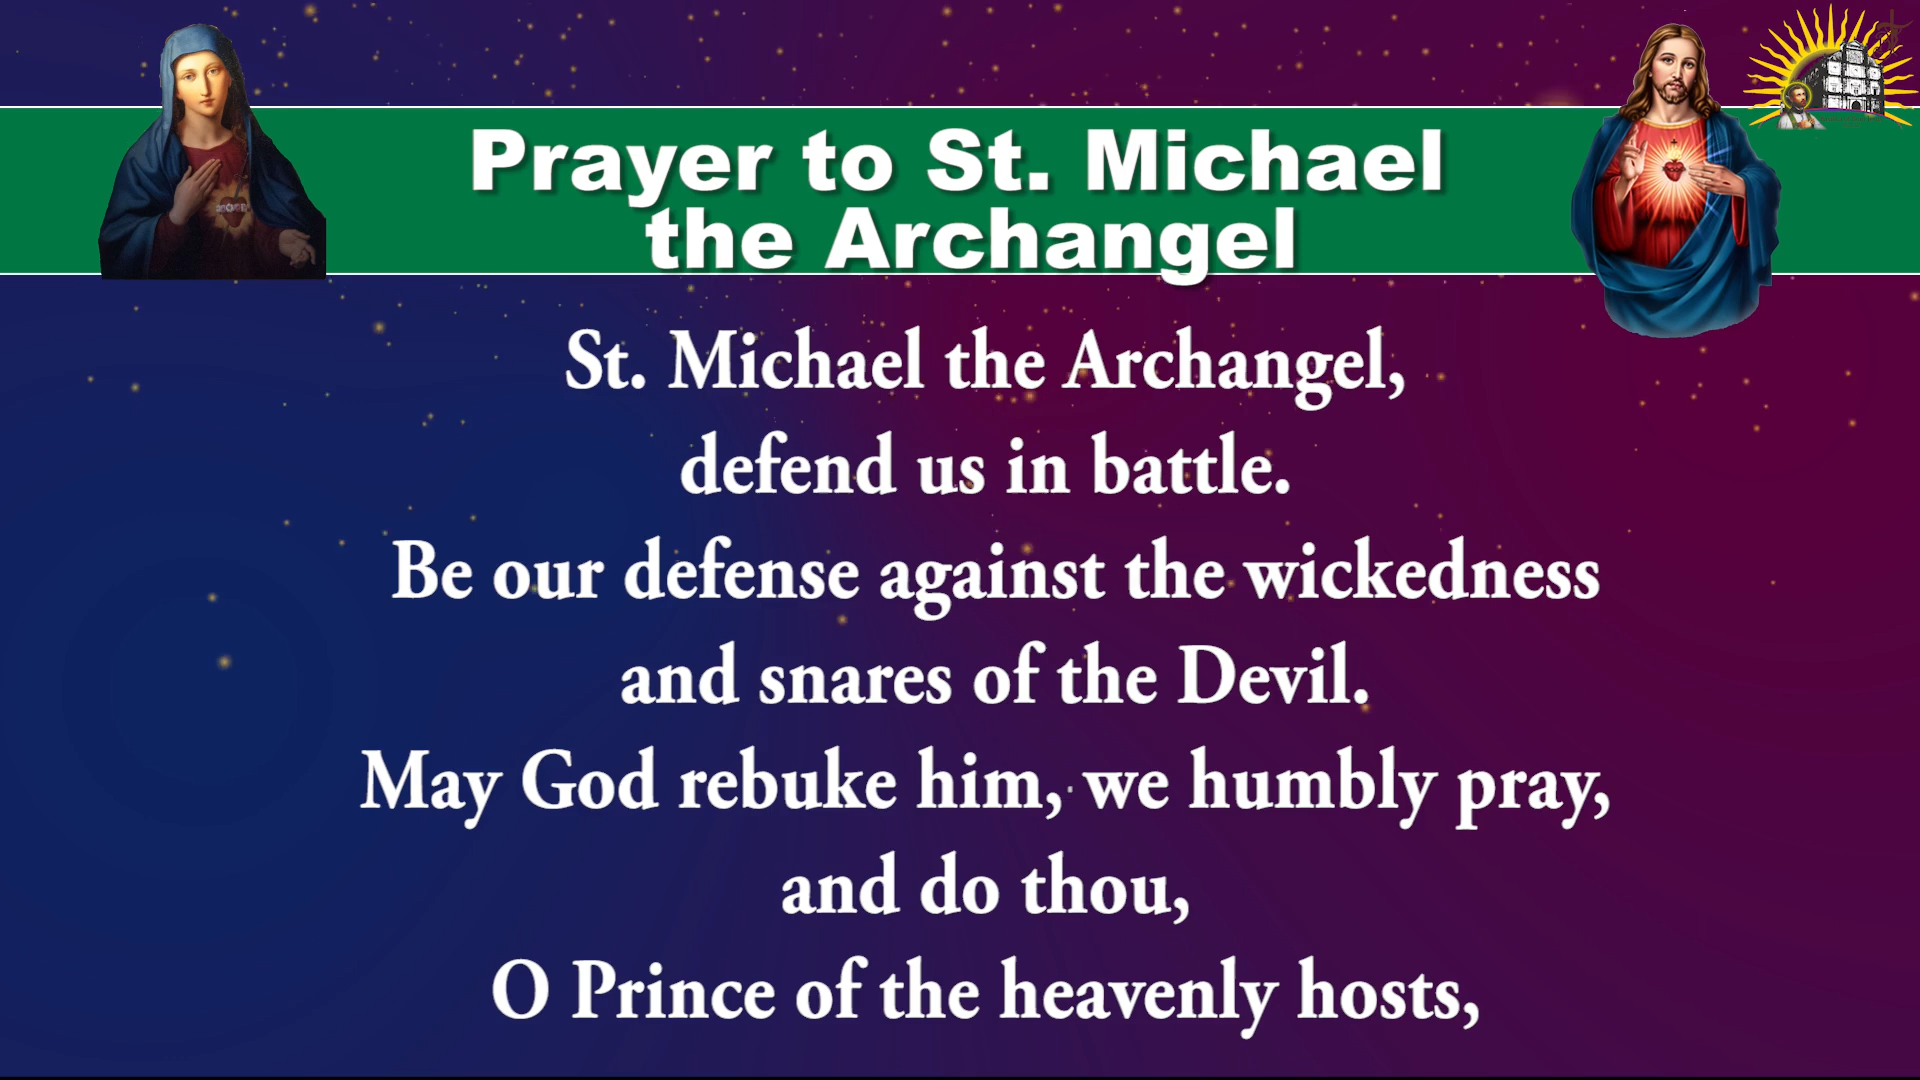 Prayer to St. Michael
the Archangel
St. Michael the Archangel,
defend us in battle.
Be our defense against the wickedness
and snares of the Devil.
May God rebuke him, we humbly pray,
and do thou,
O Prince of the heavenly hosts,